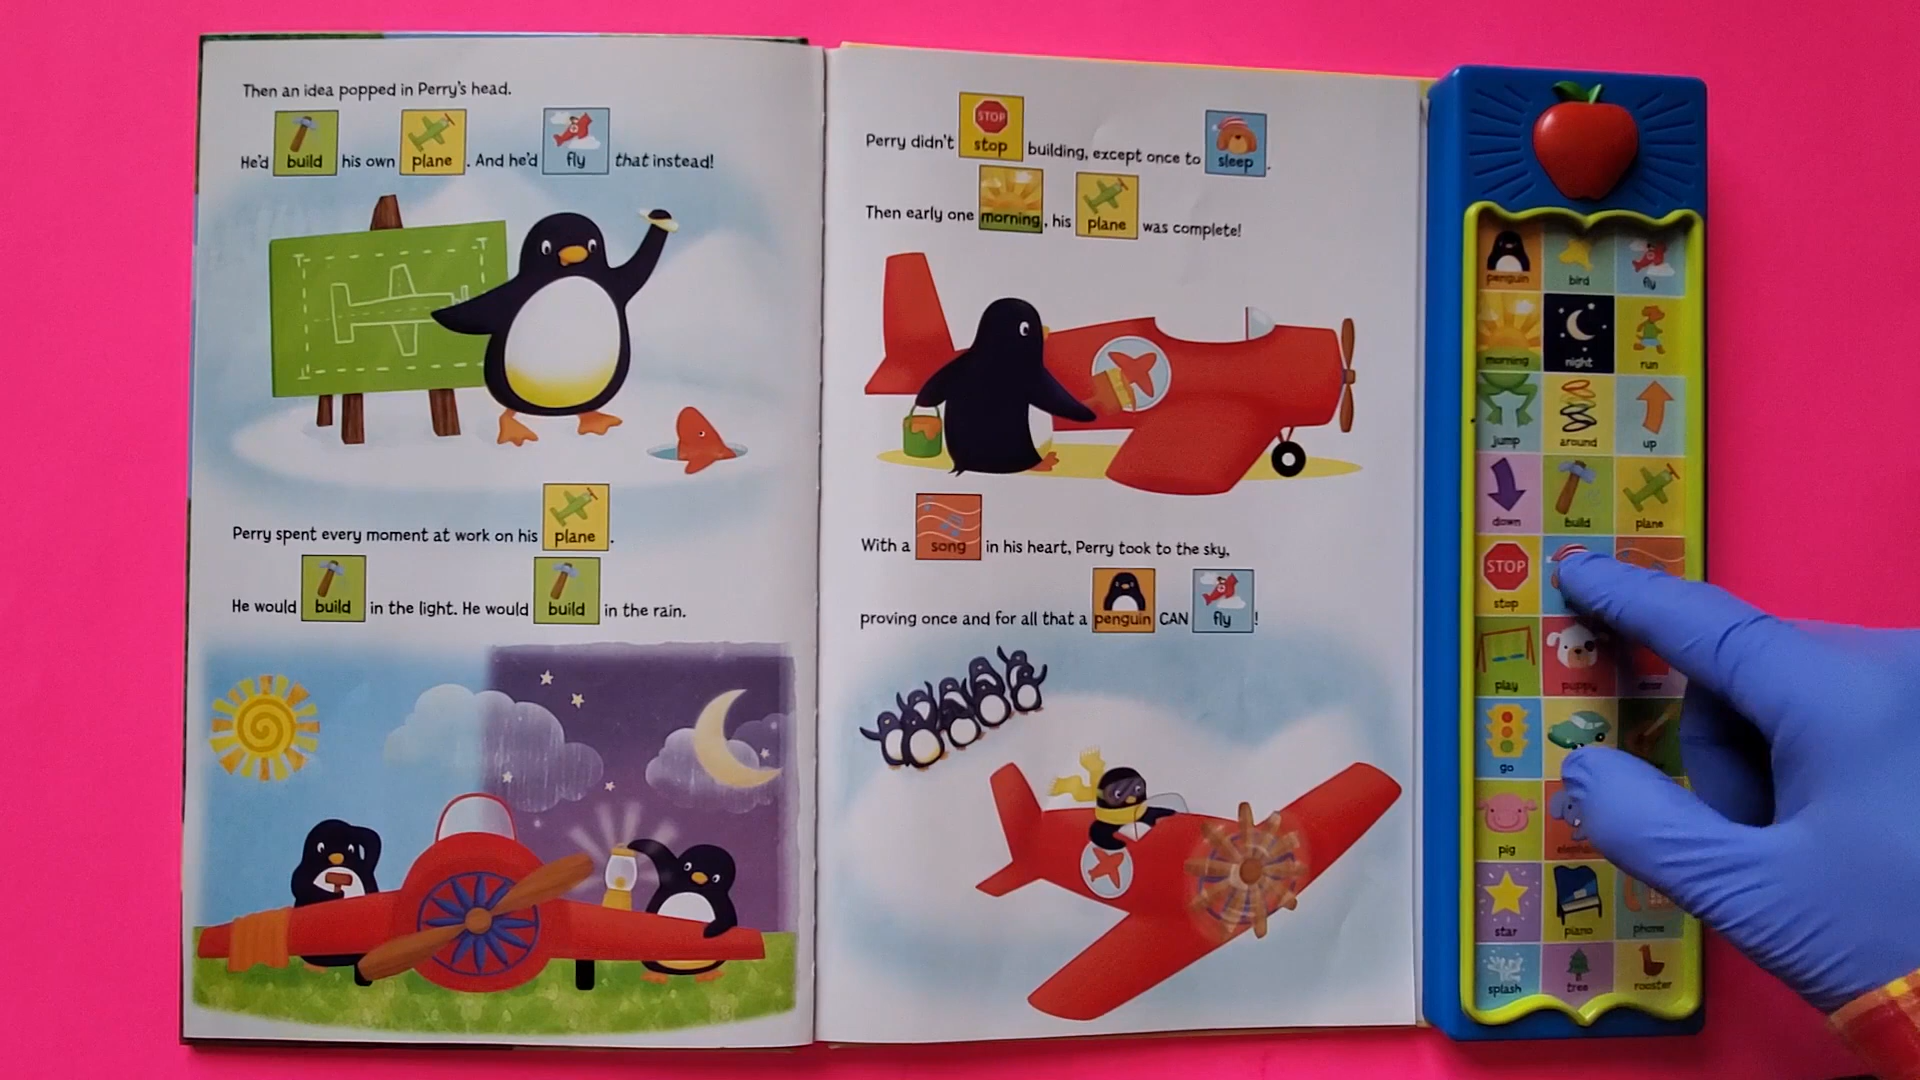 Then an idea popped in Perry's head.
He'd build his own plane. And he'd fly that instead!
Perry spent every moment at work on his plane.
He would build in the light. He would build in the rain.
Perry didn't STOP stop building, except once to sleep.
Then early one morning, his plane was complete!
With a song in his heart, Perry took to the sky,
proving once and for all that a penguin CAN fly!
penguin bird fly
morning night run
jump around up
down build plane
STOP
stop
play puppy
go
pig
star piano phone
splash tree rooster